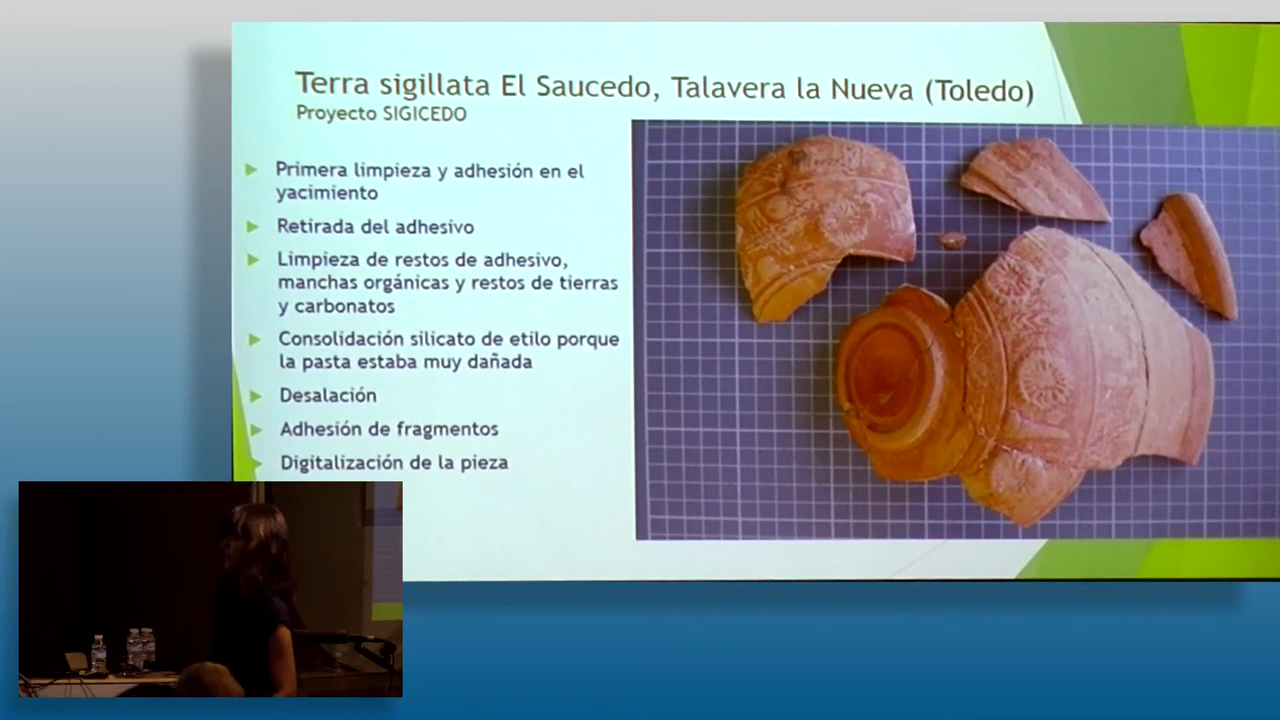 Terra sigillata El Saucedo, Talavera la Nueva (Toledo)
Proyecto SIGICEDO
Primera limpieza y adhesión en el
yacimiento
Retirada del adhesivo
Limpieza de restos de adhesivo,
manchas orgánicas y restos de tierras
y carbonatos
Consolidación silicato de etilo porque
la pasta estaba muy dañada
Desalación
Adhesión de fragmentos
Digitalización de la pieza